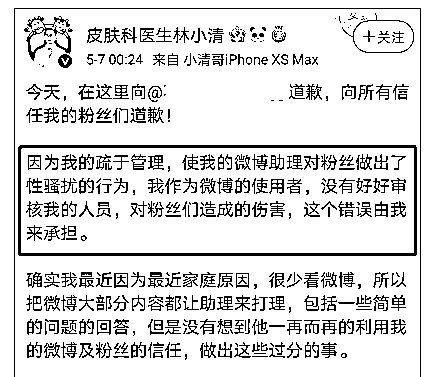 皮肤科医生林小清
5-7 00:24 来自 小清哥iPhone XS Max
+关注
今天，在这里向@: 道歉，向所有信
任我的粉丝们道歉！
因为我的疏于管理，使我的微博助理对粉丝做出了
性骚扰的行为，我作为微博的使用者，没有好好审
核我的人员，对粉丝们造成的伤害，这个错误由我
来承担。
确实我最近因为最近家庭原因，很少看微博，所以
把微博大部分内容都让助理来打理，包括一些简单
的问题的回答，但是没有想到他一再而再的利用我
的微博及粉丝的信任，做出这些过分的事。